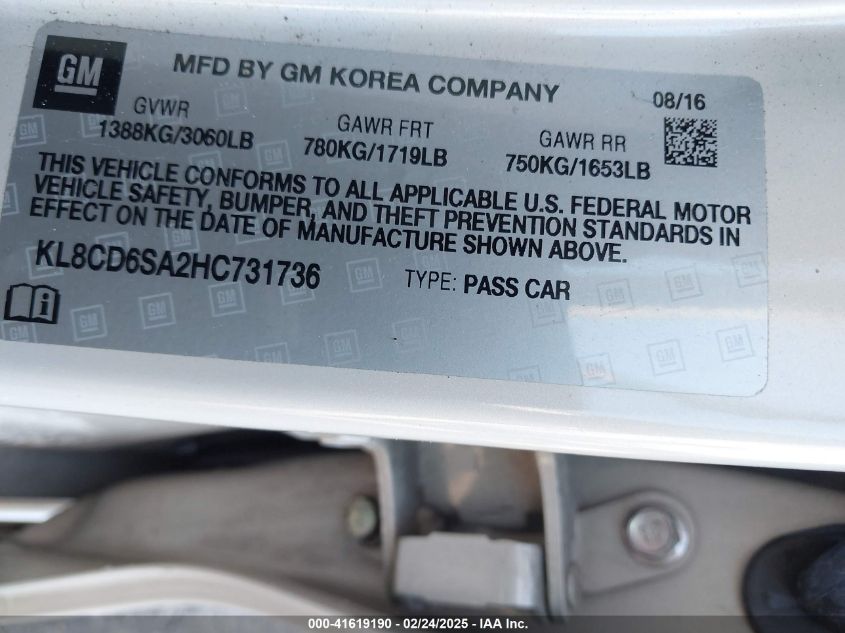 GM
MFD BY GM KOREA COMPANY
08/16
GVWR
1388KG/3060LB
GAWR FRT
780KG/1719LB
GAWR RR
750KG/1653LB
THIS VEHICLE CONFORMS TO ALL APPLICABLE U.S. FEDERAL MOTOR
VEHICLE SAFETY, BUMPER, AND THEFT PREVENTION STANDARDS IN
EFFECT ON THE DATE OF MANUFACTURE SHOWN ABOVE.
KL8CD6SA2HC731736
TYPE: PASS CAR
000-41619190 - 02/24/2025 - IAA Inc.